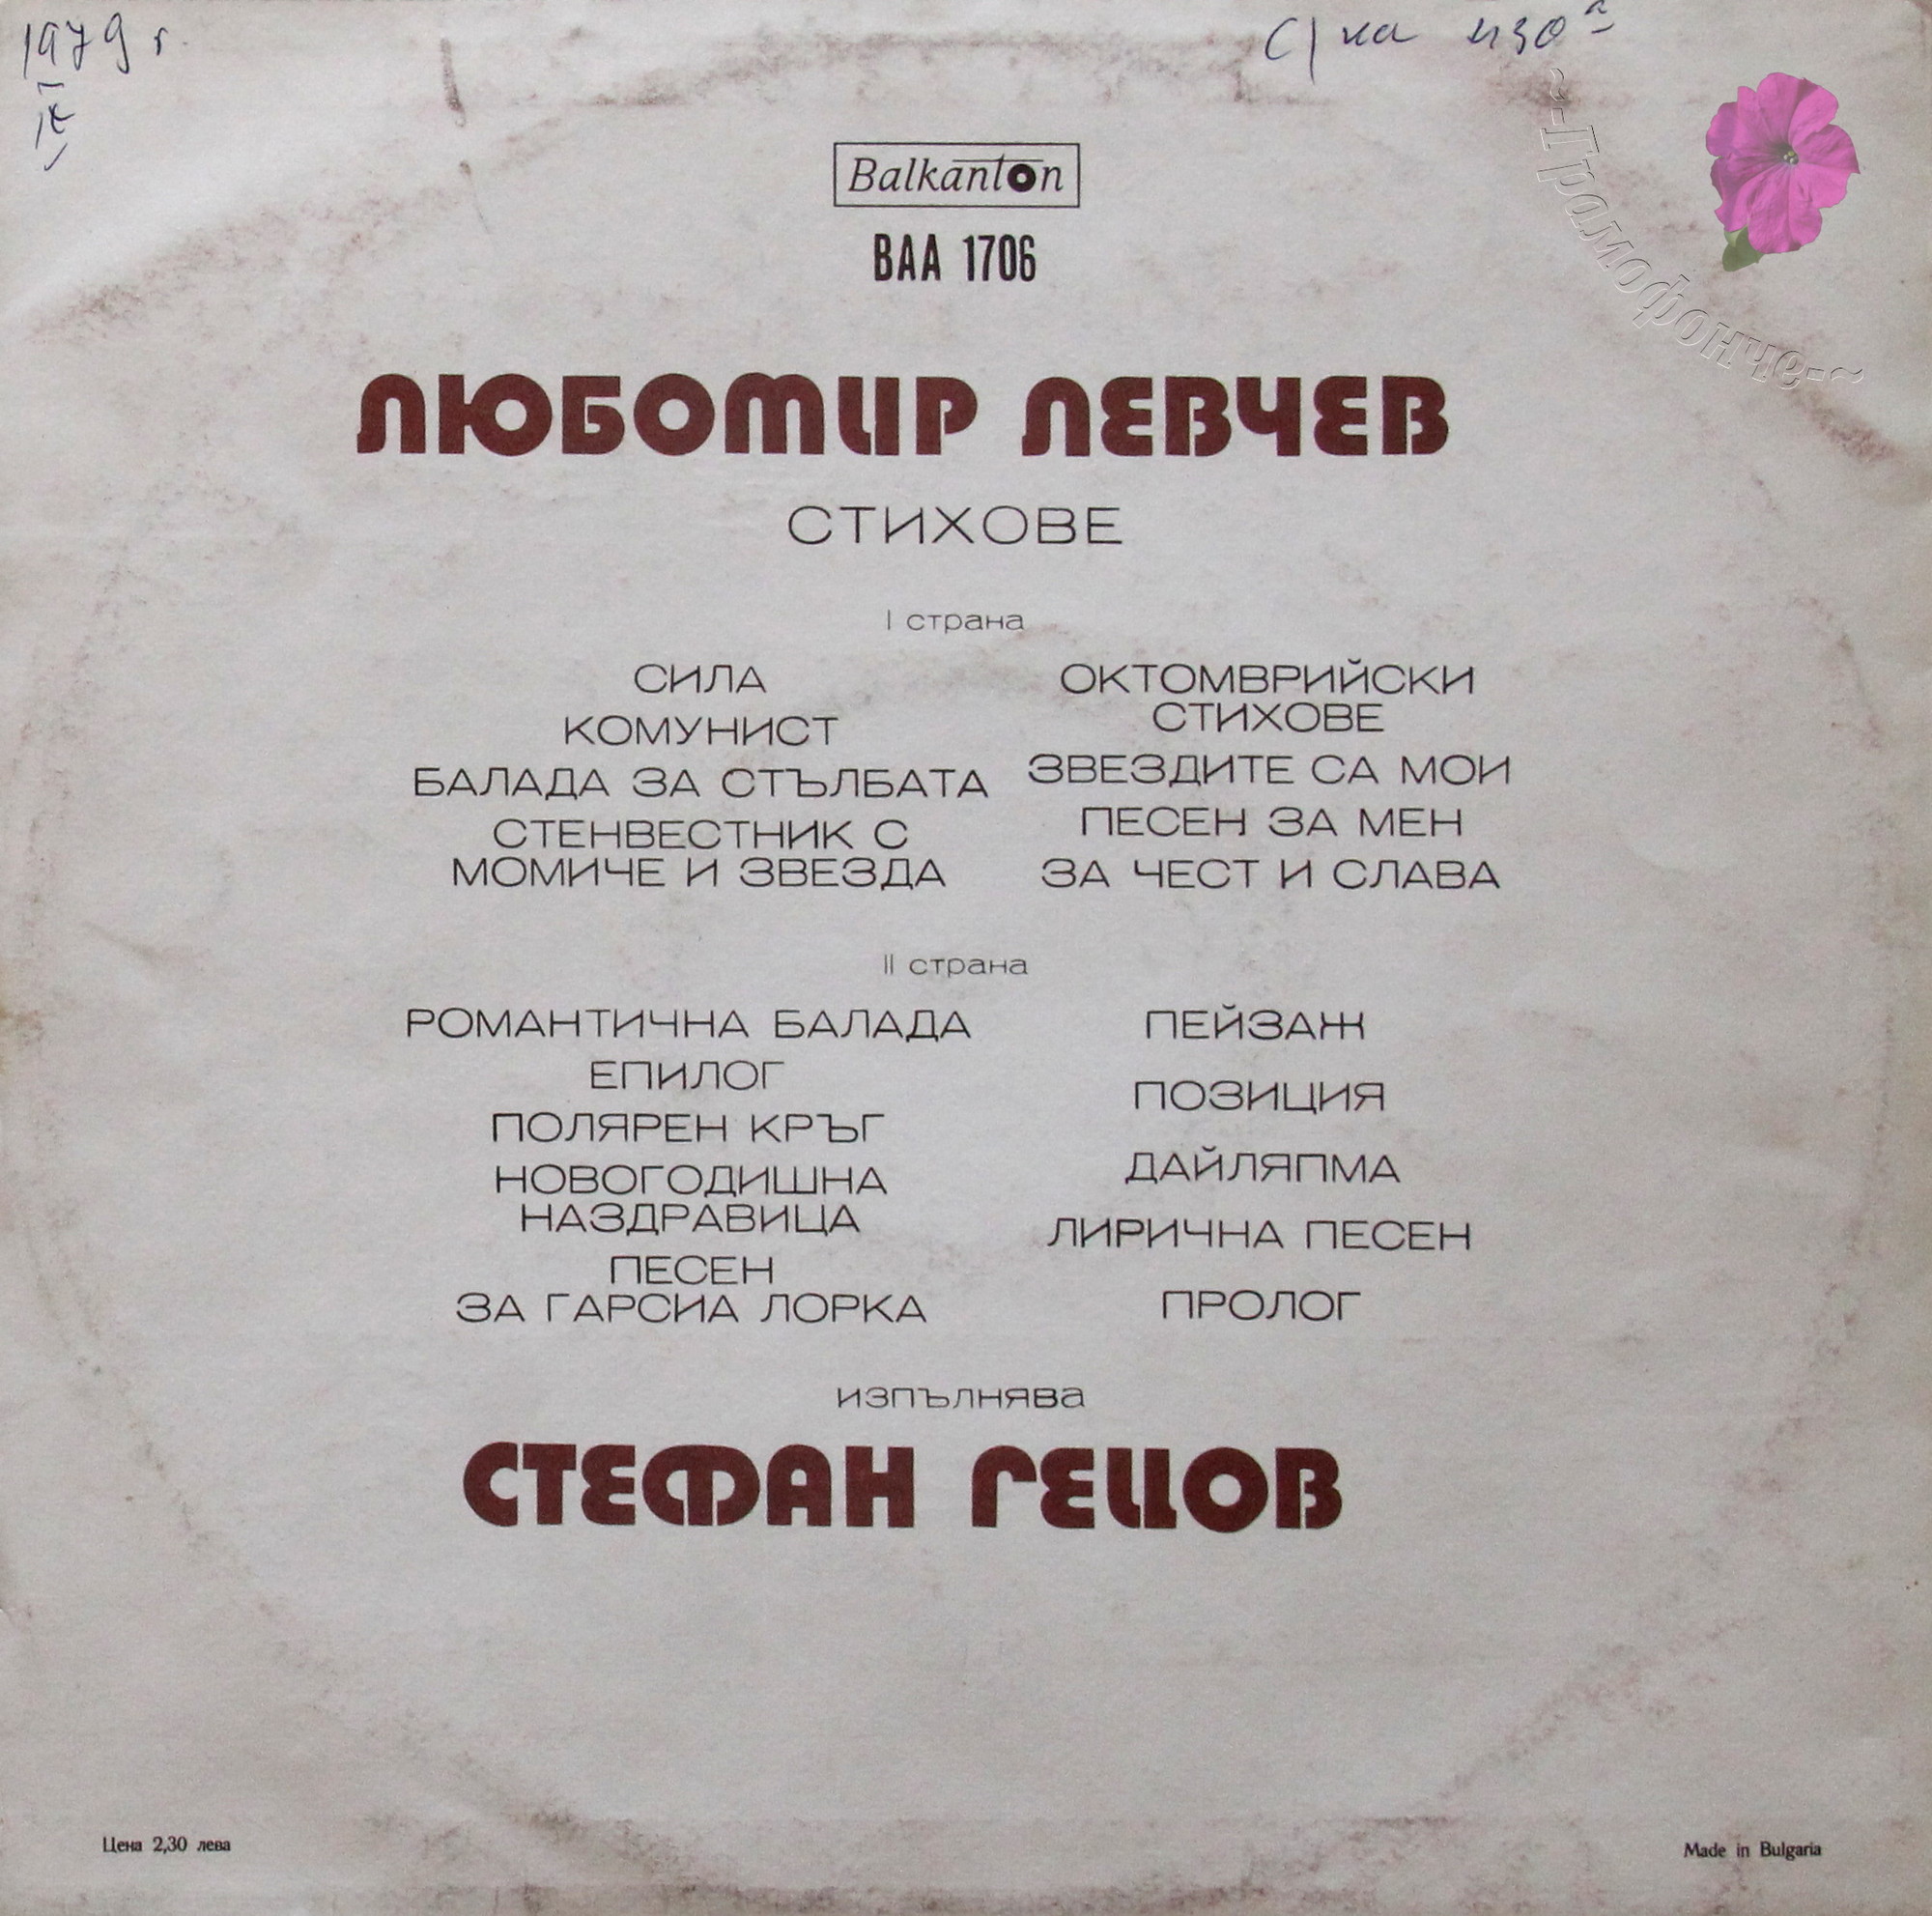 1979 г.
IX
Balkanton
ВАА 1706
~-Грамофонче-~
ЛЮБОМИР ЛЕВЧЕВ
СТИХОВЕ
I страна
СИЛА
КОМУНИСТ
БАЛАДА ЗА СТЪЛБАТА
СТЕНВЕСТНИК С
МОМИЧЕ И ЗВЕЗДА
ОКТОМВРИЙСКИ
СТИХОВЕ
ЗВЕЗДИТЕ СА МОИ
ПЕСЕН ЗА МЕН
ЗА ЧЕСТ И СЛАВА
II страна
РОМАНТИЧНА БАЛАДА
ЕПИЛОГ
ПОЛЯРЕН КРЪГ
НОВОГОДИШНА
НАЗДРАВИЦА
ПЕСЕН
ЗА ГАРСИА ЛОРКА
ПЕЙЗАЖ
ПОЗИЦИЯ
ДАЙЛЯПМА
ЛИРИЧНА ПЕСЕН
ПРОЛОГ
изпълнява
СТЕФАН ГЕЦОВ
Цена 2,30 лева
Made in Bulgaria